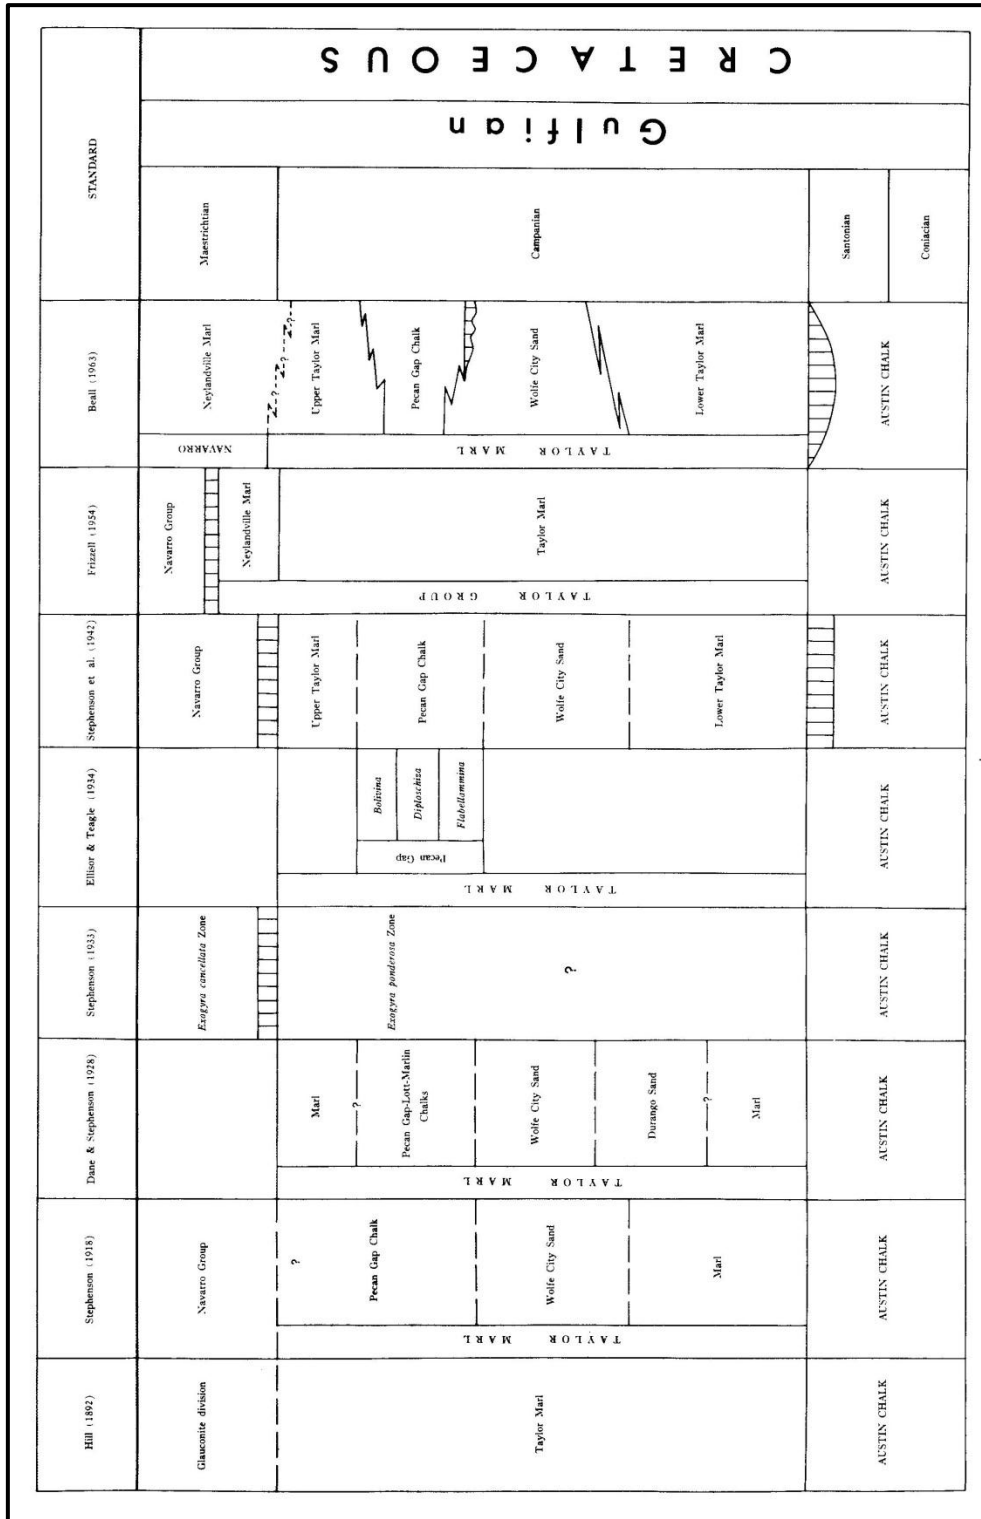 STANDARD
CRETACEOUS
Gulfian
Maestrichtian
Campanian
Santonian
Coniacian
Beall (1963)
Neylandville Marl
NAVARRO
?
?
?
Upper Taylor Marl
Pecan Gap Chalk
Wolfe City Sand
Lower Taylor Marl
TAYLOR MARL
AUSTIN CHALK
Frizzell (1954)
Navarro Group
Neylandville Marl
Taylor Marl
TAYLOR GROUP
AUSTIN CHALK
Stephenson et al. (1942)
Navarro Group
Upper Taylor Marl
Pecan Gap Chalk
Wolfe City Sand
Lower Taylor Marl
AUSTIN CHALK
Ellisor & Teagle (1934)
Bolivina
Diploschiza
Flabellammina
Pecan Gap
TAYLOR MARL
AUSTIN CHALK
Stephenson (1933)
Exogyra cancellata Zone
Exogyra ponderosa Zone
?
AUSTIN CHALK
Dane & Stephenson (1928)
Marl
?
Pecan Gap-Lott-Marlin
Chalks
Wolfe City Sand
Durango Sand
?
Marl
TAYLOR MARL
AUSTIN CHALK
Stephenson (1918)
Navarro Group
?
Pecan Gap Chalk
Wolfe City Sand
Marl
TAYLOR MARL
AUSTIN CHALK
Hill (1892)
Glauconite division
Taylor Marl
AUSTIN CHALK